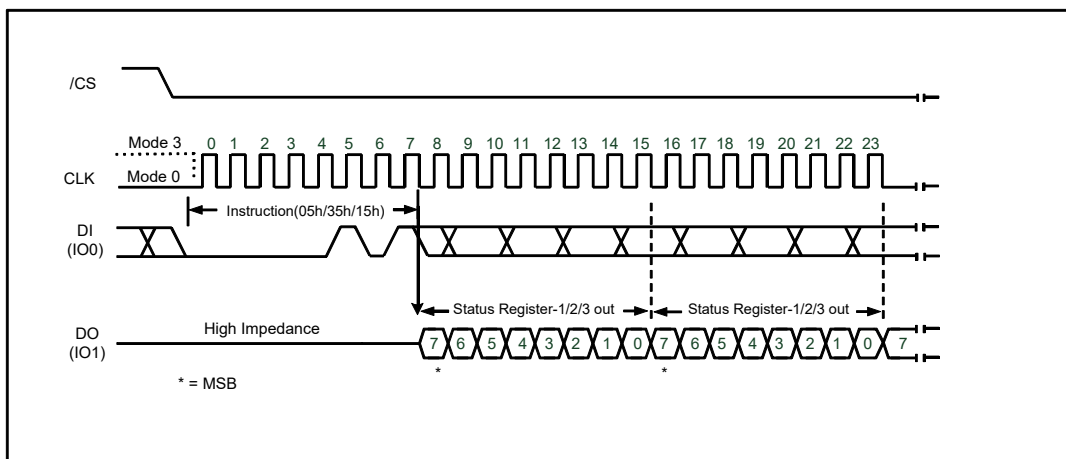 /CS
Mode 3 0 1 2 3 4 5 6 7 8 9 10 11 12 13 14 15 16 17 18 19 20 21 22 23
CLK Mode 0
Instruction(05h/35h/15h)
DI
(IO0)
Status Register-1/2/3 out Status Register-1/2/3 out
High Impedance
DO
(IO1)
7 6 5 4 3 2 1 0 7 6 5 4 3 2 1 0 7
* *
* = MSB